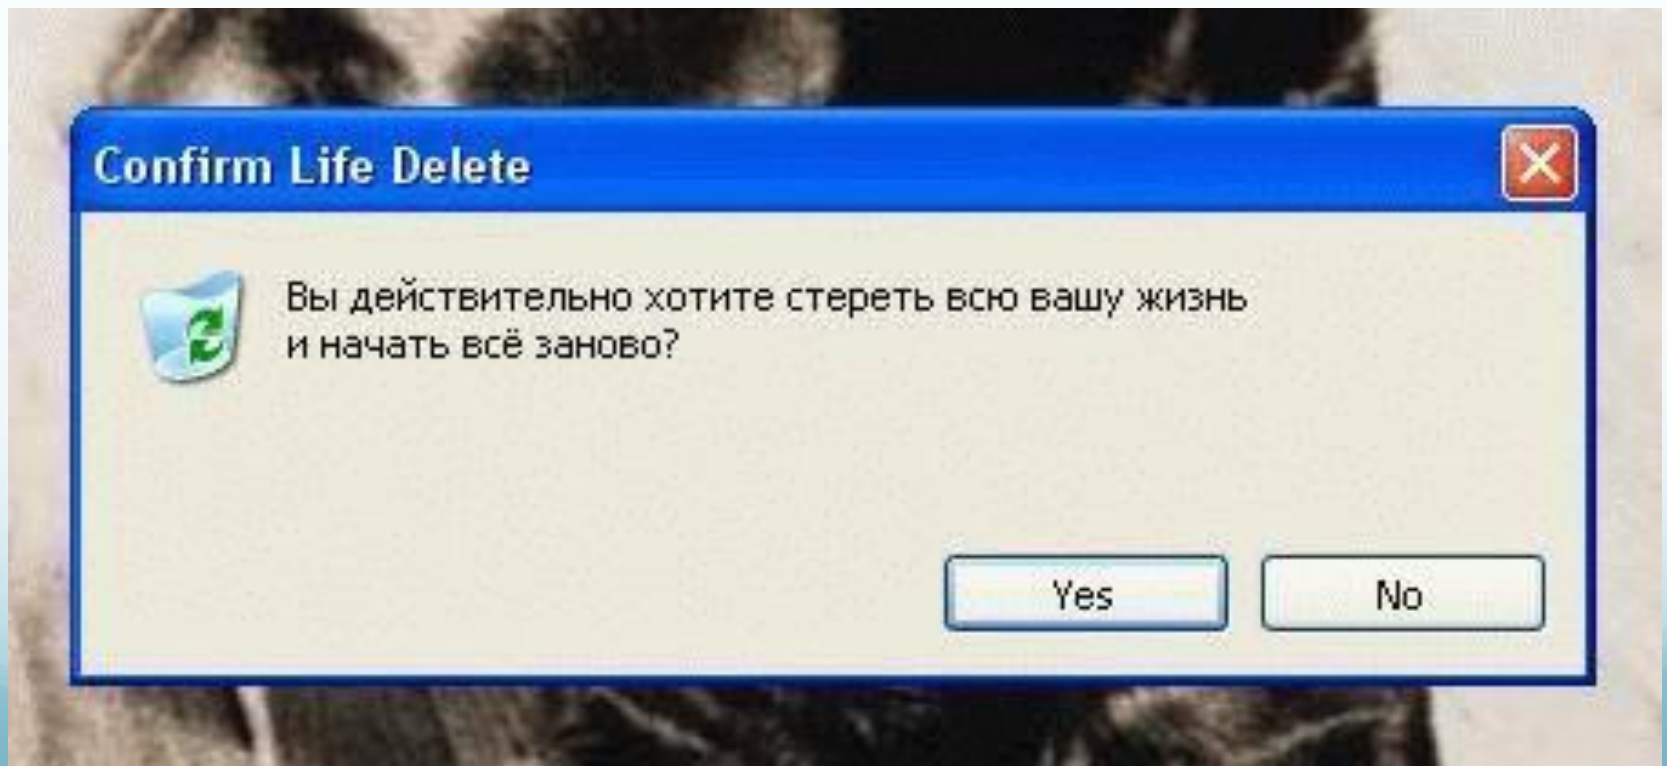 Confirm Life Delete
Вы действительно хотите стереть всю вашу жизнь
и начать всё заново?
Yes
No